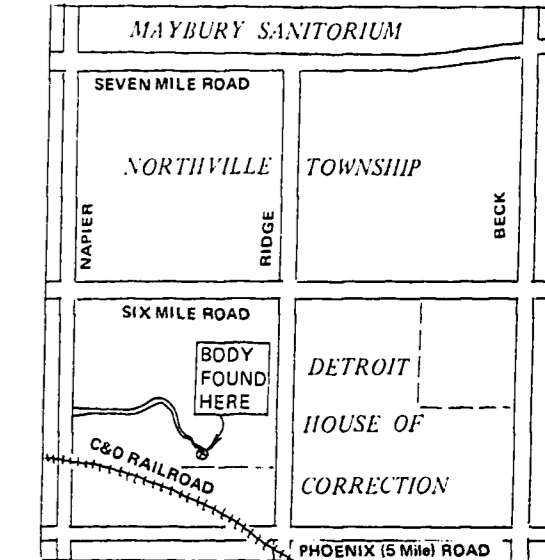 MAYBURY SANITORIUM
SEVEN MILE ROAD
NORTHVILLE TOWNSHIP
NAPIER
RIDGE
BECK
SIX MILE ROAD
BODY
FOUND
HERE
DETROIT
HOUSE OF
CORRECTION
C&O RAILROAD
PHOENIX (5 Mile) ROAD